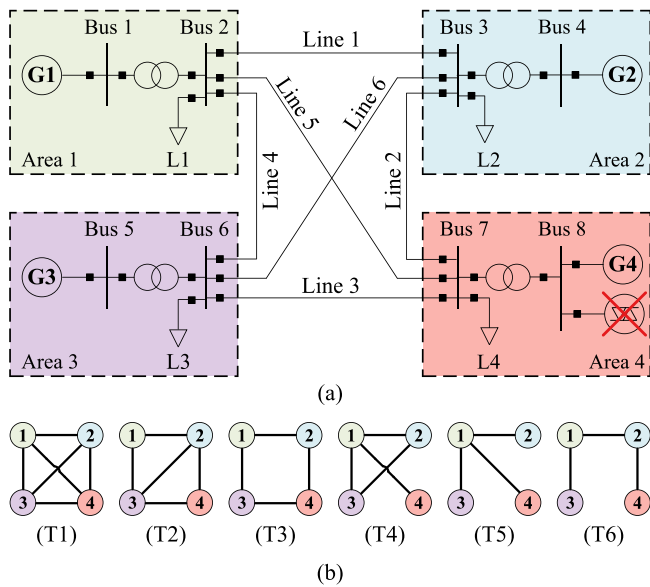 Bus 1 Bus 2 Line 1 Bus 3 Bus 4
G1 G2
Line 5 Line 6
L1 L2
Area 1 Line 4 Line 2 Area 2
Bus 5 Bus 6 Bus 7 Bus 8
G3 G4
Line 3
L3 L4
Area 3 Area 4
(a)
1 2 1 2 1 2 1 2 1 2 1 2
3 4 3 4 3 4 3 4 3 4 3 4
(T1) (T2) (T3) (T4) (T5) (T6)
(b)